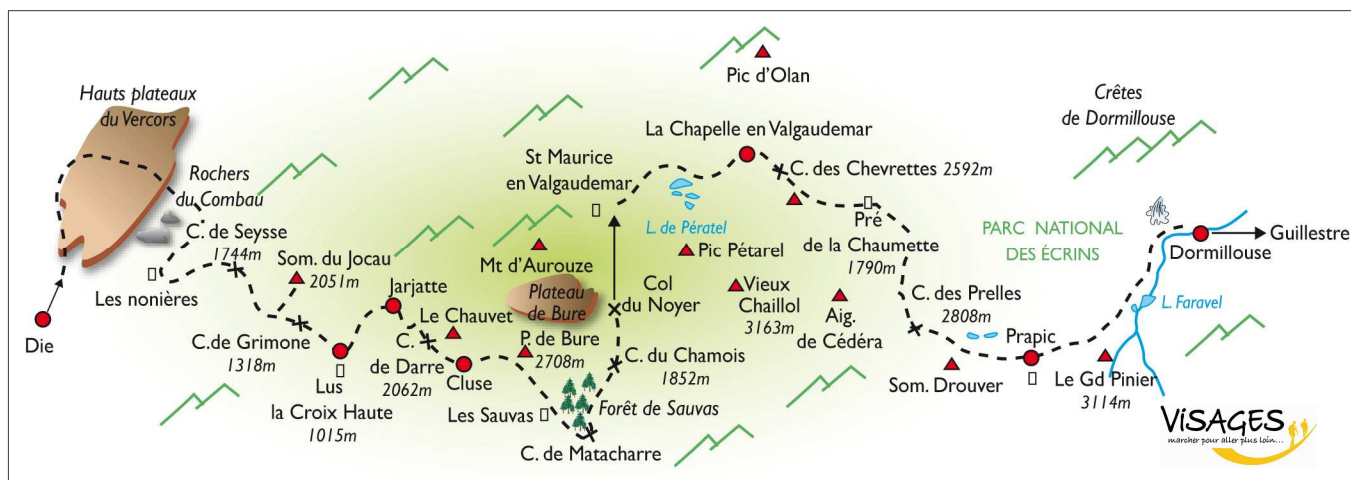 Hauts plateaux
du Vercors
Rochers
du Combau
C. de Seysse
1744m
Som. du Jocau
2051m
Les nonières
Die
C.de Grimone
1318m
Lus
la Croix Haute
1015m
Jarjatte
C.
de Darre
2062m
Le Chauvet
Cluse
Mt d'Aurouze
Plateau
de Bure
P. de Bure
2708m
Les Sauvas
Forêt de Sauvas
C. de Matacharre
C. du Chamois
1852m
Col
du Noyer
St Maurice
en Valgaudemar
L. de Pératel
La Chapelle en Valgaudemar
Pic d'Olan
C. des Chevrettes 2592m
Pic Pétarel
Vieux
Chaillol
3163m
Aig.
de Cédéra
Pré
de la Chaumette
1790m
C. des Prelles
2808m
Som. Drouver
Prapic
Le Gd Pinier
3114m
L. Faravel
PARC NATIONAL
DES ÉCRINS
Crêtes
de Dormillouse
Dormillouse
Guillestre
ViSAGES
marcher pour aller plus loin...